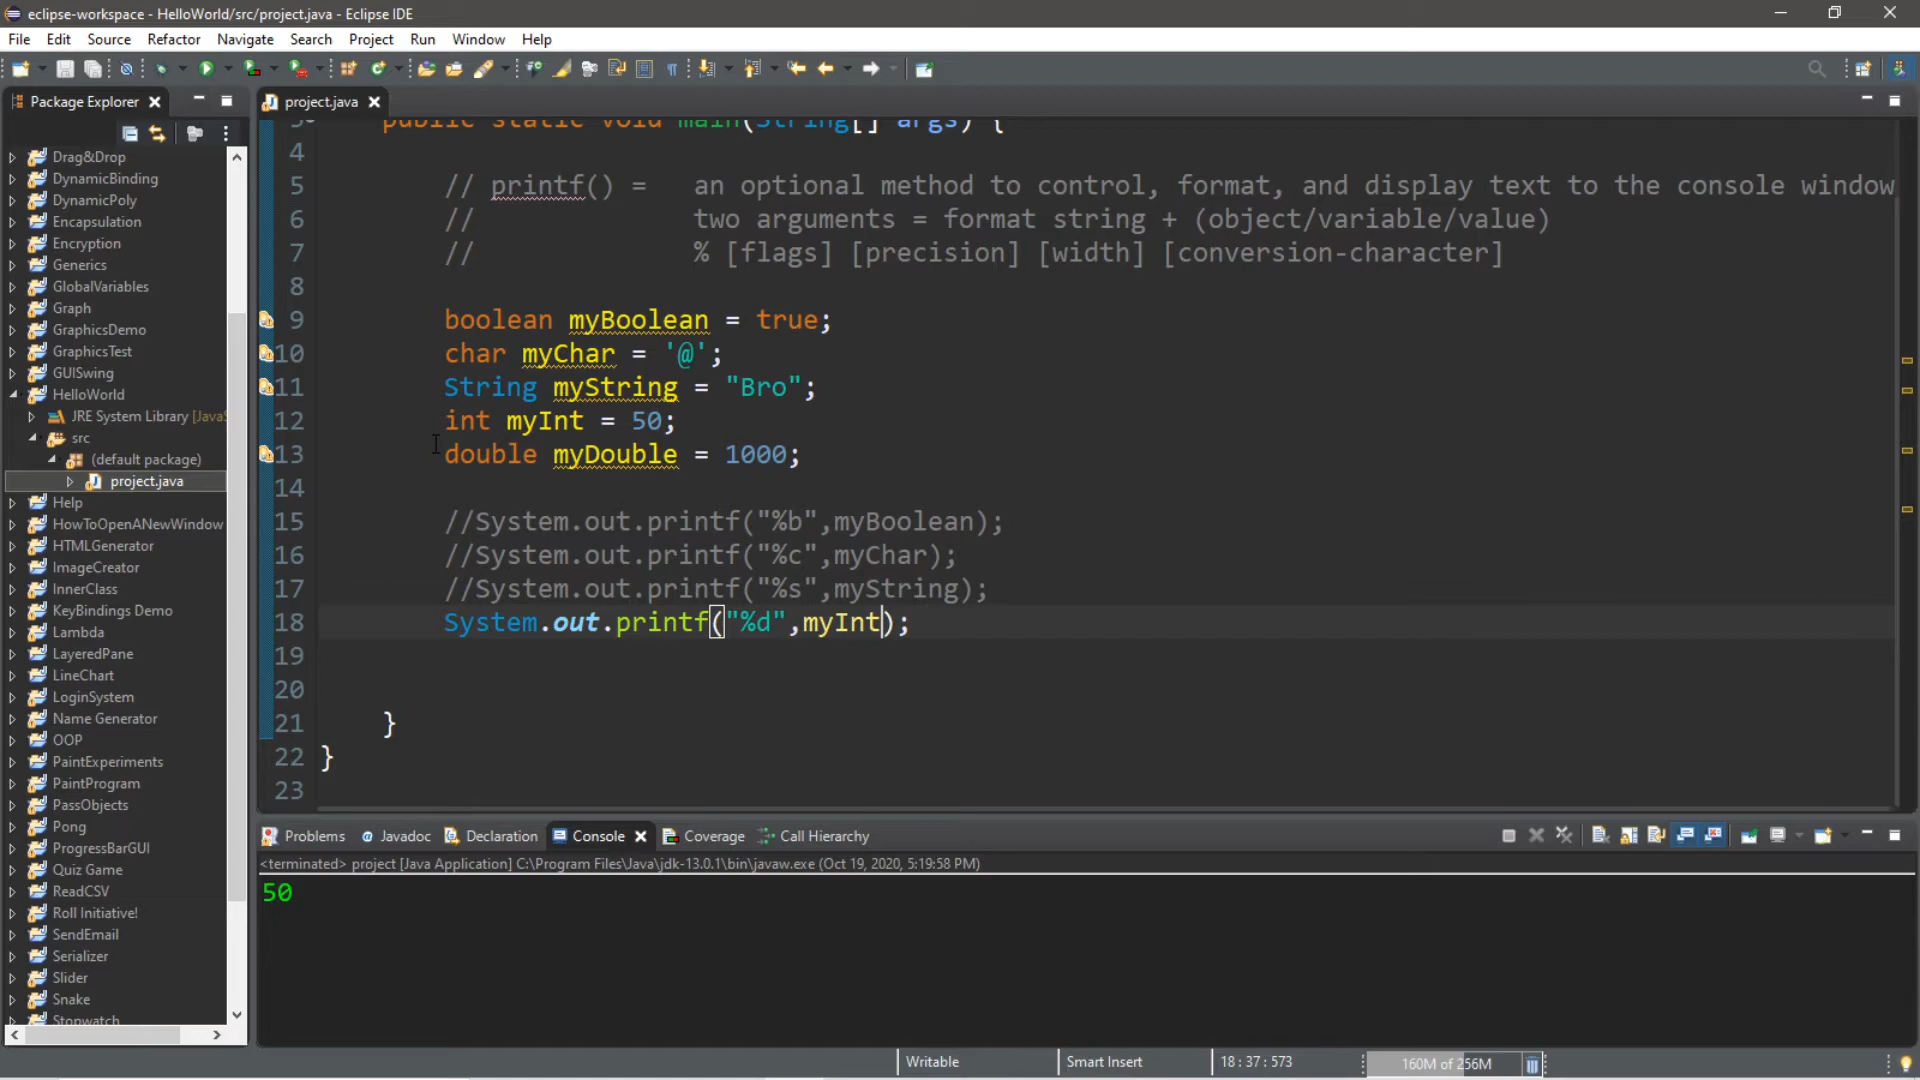 eclipse-workspace - HelloWorld/src/project.java - Eclipse IDE
File Edit Source Refactor Navigate Search Project Run Window Help
Package Explorer
project.java
Drag&Drop
DynamicBinding
DynamicPoly
Encapsulation
Encryption
Generics
GlobalVariables
Graph
GraphicsDemo
GraphicsTest
GUISwing
HelloWorld
JRE System Library [JavaS
src
(default package)
project.java
Help
HowToOpenANewWindow
HTMLGenerator
ImageCreator
InnerClass
KeyBindings Demo
Lambda
LayeredPane
LineChart
LoginSystem
Name Generator
OOP
PaintExperiments
PaintProgram
PassObjects
Pong
ProgressBarGUI
Quiz Game
ReadCSV
Roll Initiative!
SendEmail
Serializer
Slider
Snake
Stopwatch
public static void main(String[] args) {
4
5 // printf() = an optional method to control, format, and display text to the console window
6 // two arguments = format string + (object/variable/value)
7 // % [flags] [precision] [width] [conversion-character]
8
9 boolean myBoolean = true;
10 char myChar = '@';
11 String myString = "Bro";
12 int myInt = 50;
13 double myDouble = 1000;
14
15 //System.out.printf("%b",myBoolean);
16 //System.out.printf("%c",myChar);
17 //System.out.printf("%s",myString);
18 System.out.printf("%d",myInt);
19
20
21 }
22 }
23
Problems Javadoc Declaration Console Coverage Call Hierarchy
<terminated> project [Java Application] C:\Program Files\Java\jdk-13.0.1\bin\javaw.exe (Oct 19, 2020, 5:19:58 PM)
50
Writable Smart Insert 18 : 37 : 573 160M of 256M